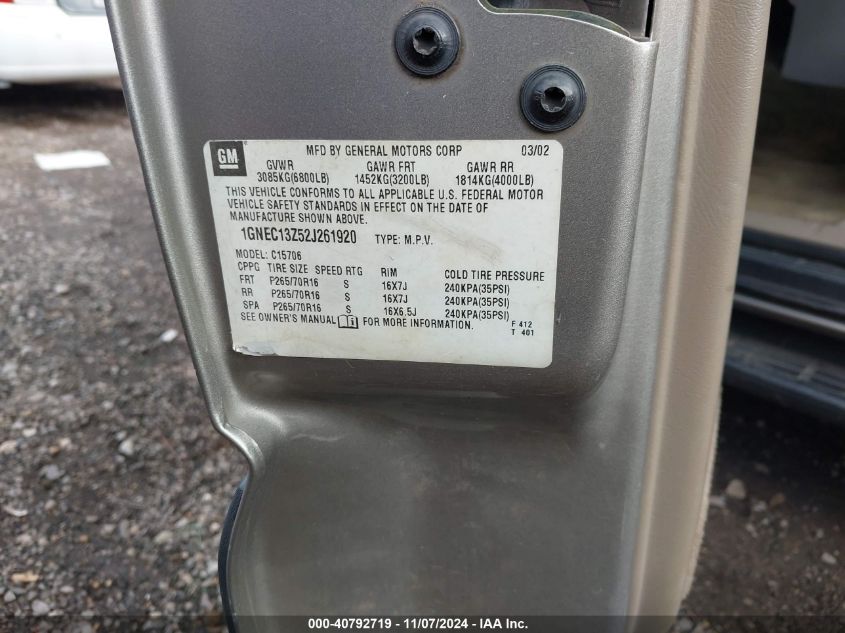 GM MFD BY GENERAL MOTORS CORP 03/02
GVWR GAWR FRT GAWR RR
3085KG(6800LB) 1452KG(3200LB) 1814KG(4000LB)
THIS VEHICLE CONFORMS TO ALL APPLICABLE U.S. FEDERAL MOTOR
VEHICLE SAFETY STANDARDS IN EFFECT ON THE DATE OF
MANUFACTURE SHOWN ABOVE.
1GNEC13Z52J261920 TYPE: M.P.V.
MODEL: C15706
CPPG TIRE SIZE SPEED RTG RIM COLD TIRE PRESSURE
FRT P265/70R16 S 16X7J 240KPA(35PSI)
RR P265/70R16 S 16X7J 240KPA(35PSI)
SPA P265/70R16 S 16X6.5J 240KPA(35PSI)
SEE OWNER'S MANUAL FOR MORE INFORMATION. F 412
T 401
000-40792719 - 11/07/2024 - IAA Inc.